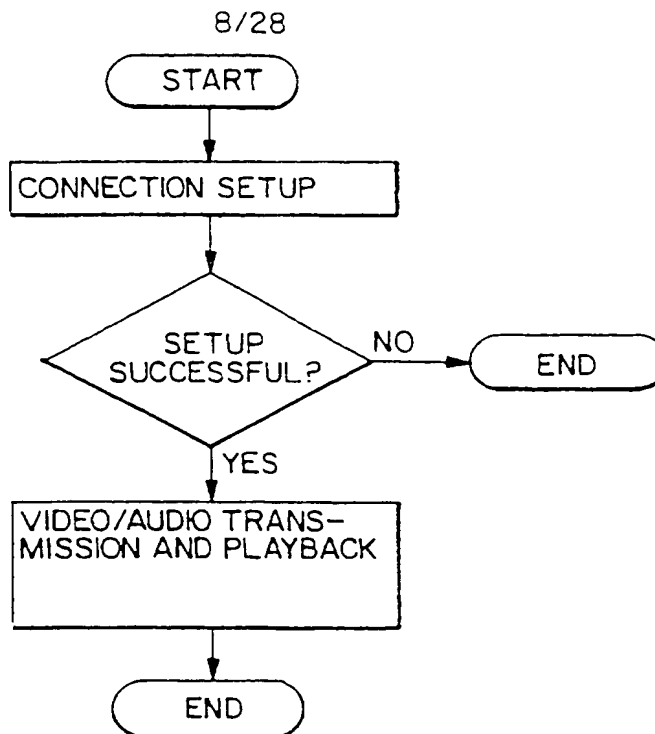 8/28
START
CONNECTION SETUP
SETUP
SUCCESSFUL?
NO
END
YES
VIDEO/AUDIO TRANS-
MISSION AND PLAYBACK
END